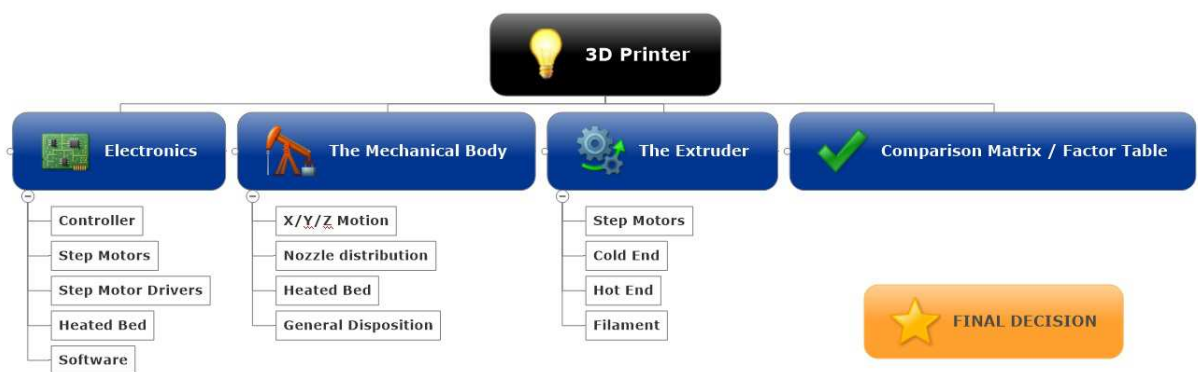 3D Printer
Electronics
The Mechanical Body
The Extruder
Comparison Matrix / Factor Table
Controller
Step Motors
Step Motor Drivers
Heated Bed
Software
X/Y/Z Motion
Nozzle distribution
Heated Bed
General Disposition
Step Motors
Cold End
Hot End
Filament
FINAL DECISION